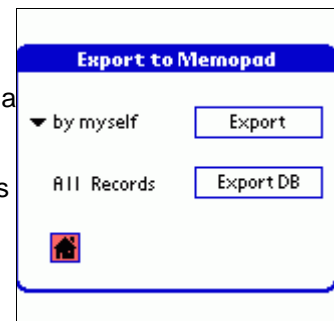 Export to Memopad
a
by myself Export
s
All Records Export DB